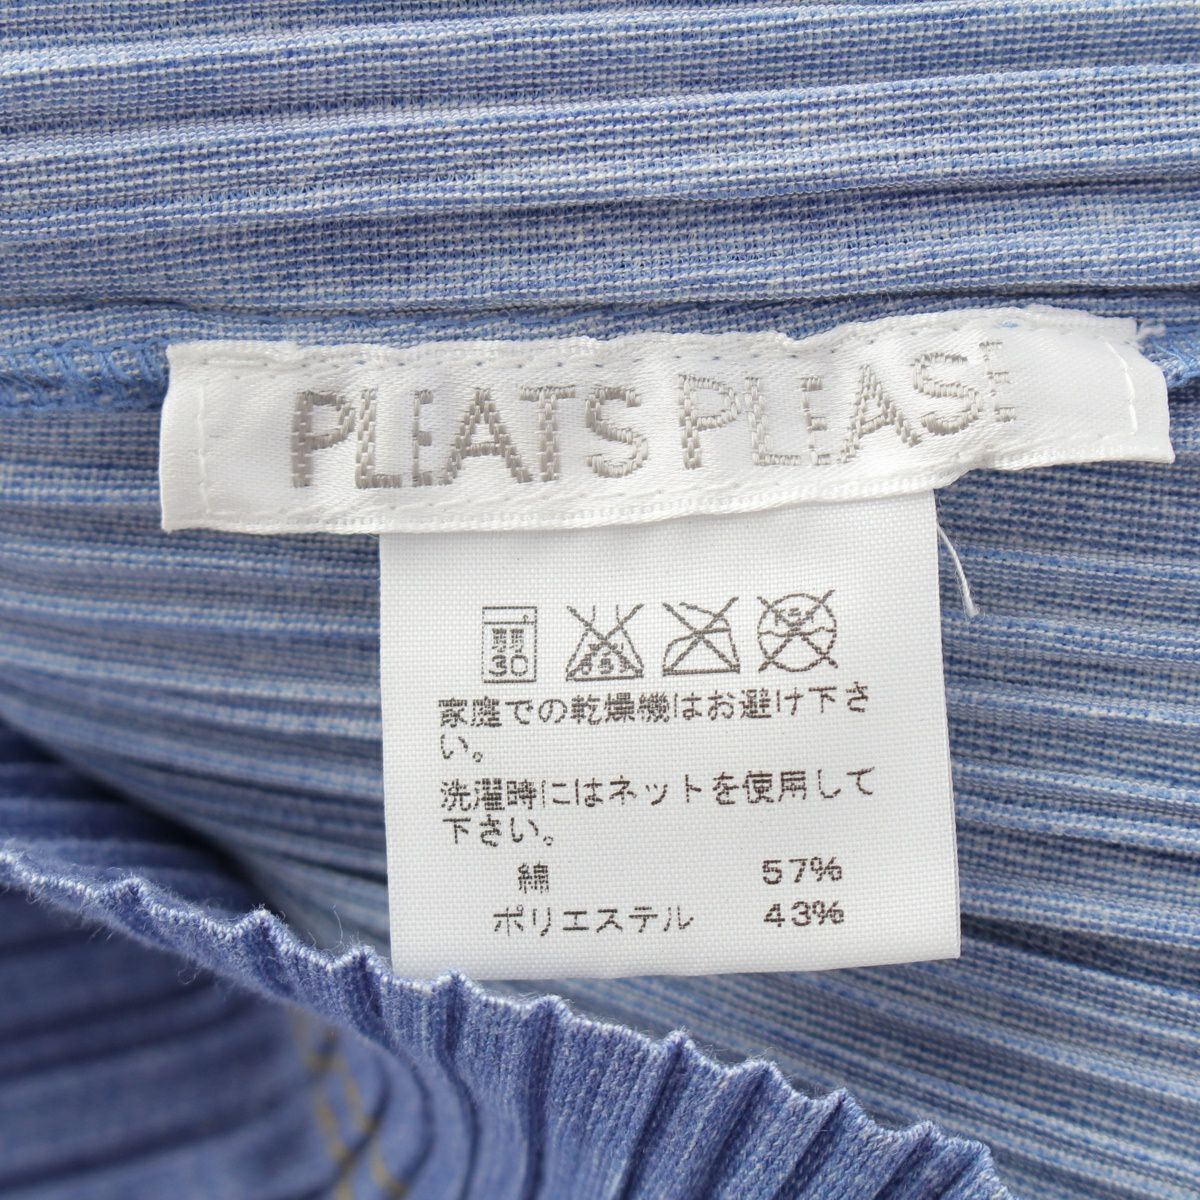 PLEATS PLEASE
弱
30
家庭での乾燥機はお避け下さ
い。
洗濯時にはネットを使用して
下さい。
綿 57%
ポリエステル 43%